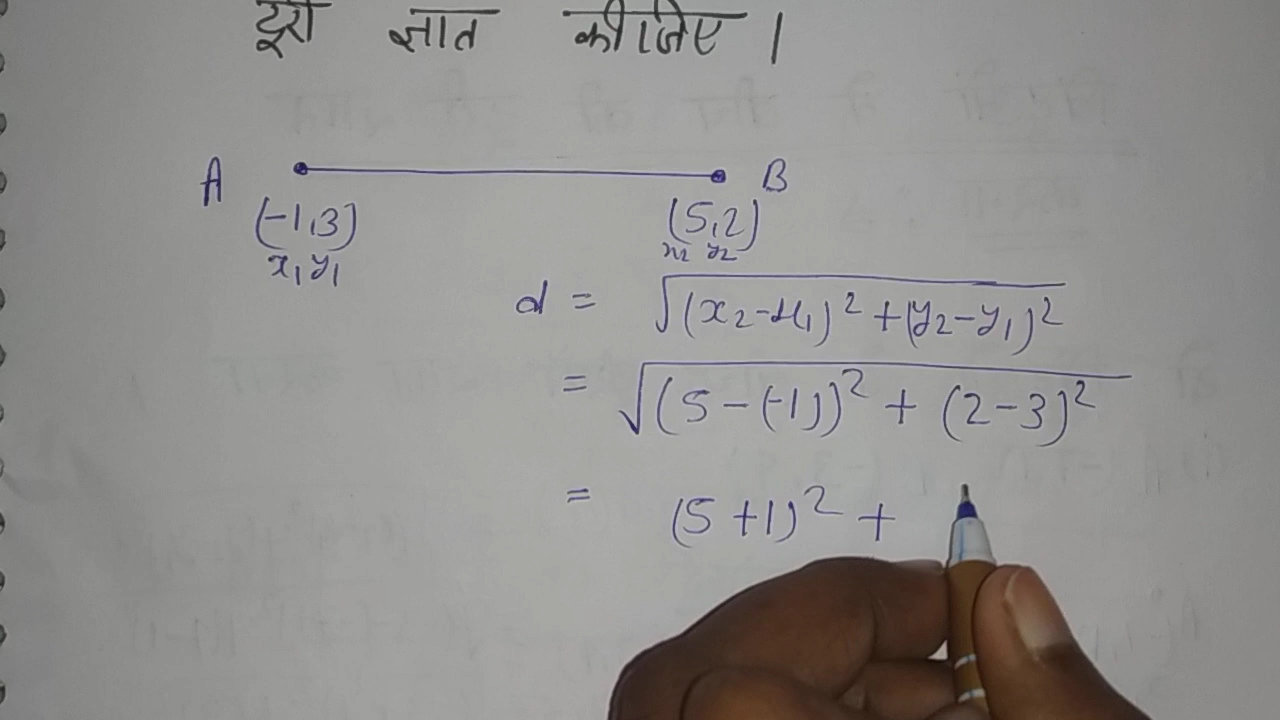 दूरी ज्ञात कीजिए ।
A B
(-1,3) (5,2)
x₁ y₁ x₂ y₂
d = √(x₂-x₁)² + (y₂-y₁)²
= √(5-(-1))² + (2-3)²
= (5+1)² +